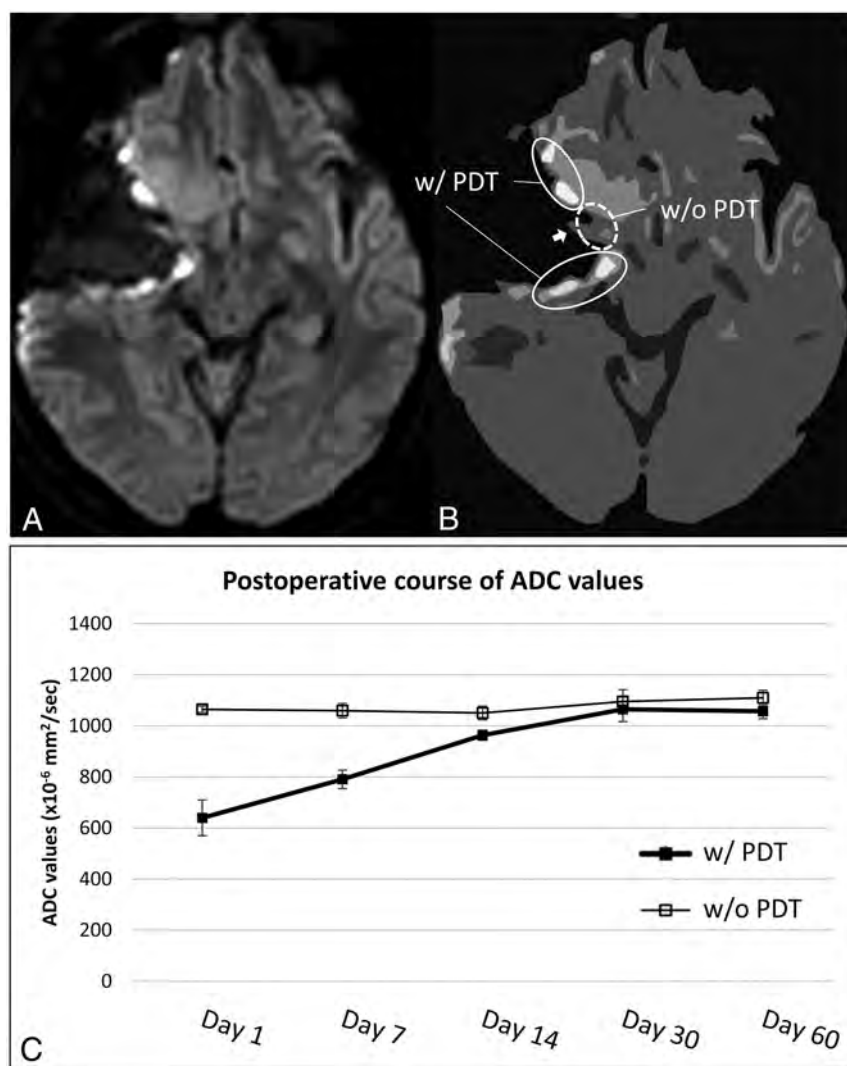 w/ PDT
w/o PDT
A
B
Postoperative course of ADC values
ADC values (x10⁻⁶ mm²/sec)
1400
1200
1000
800
600
400
200
0
w/ PDT
w/o PDT
Day 1
Day 7
Day 14
Day 30
Day 60
C